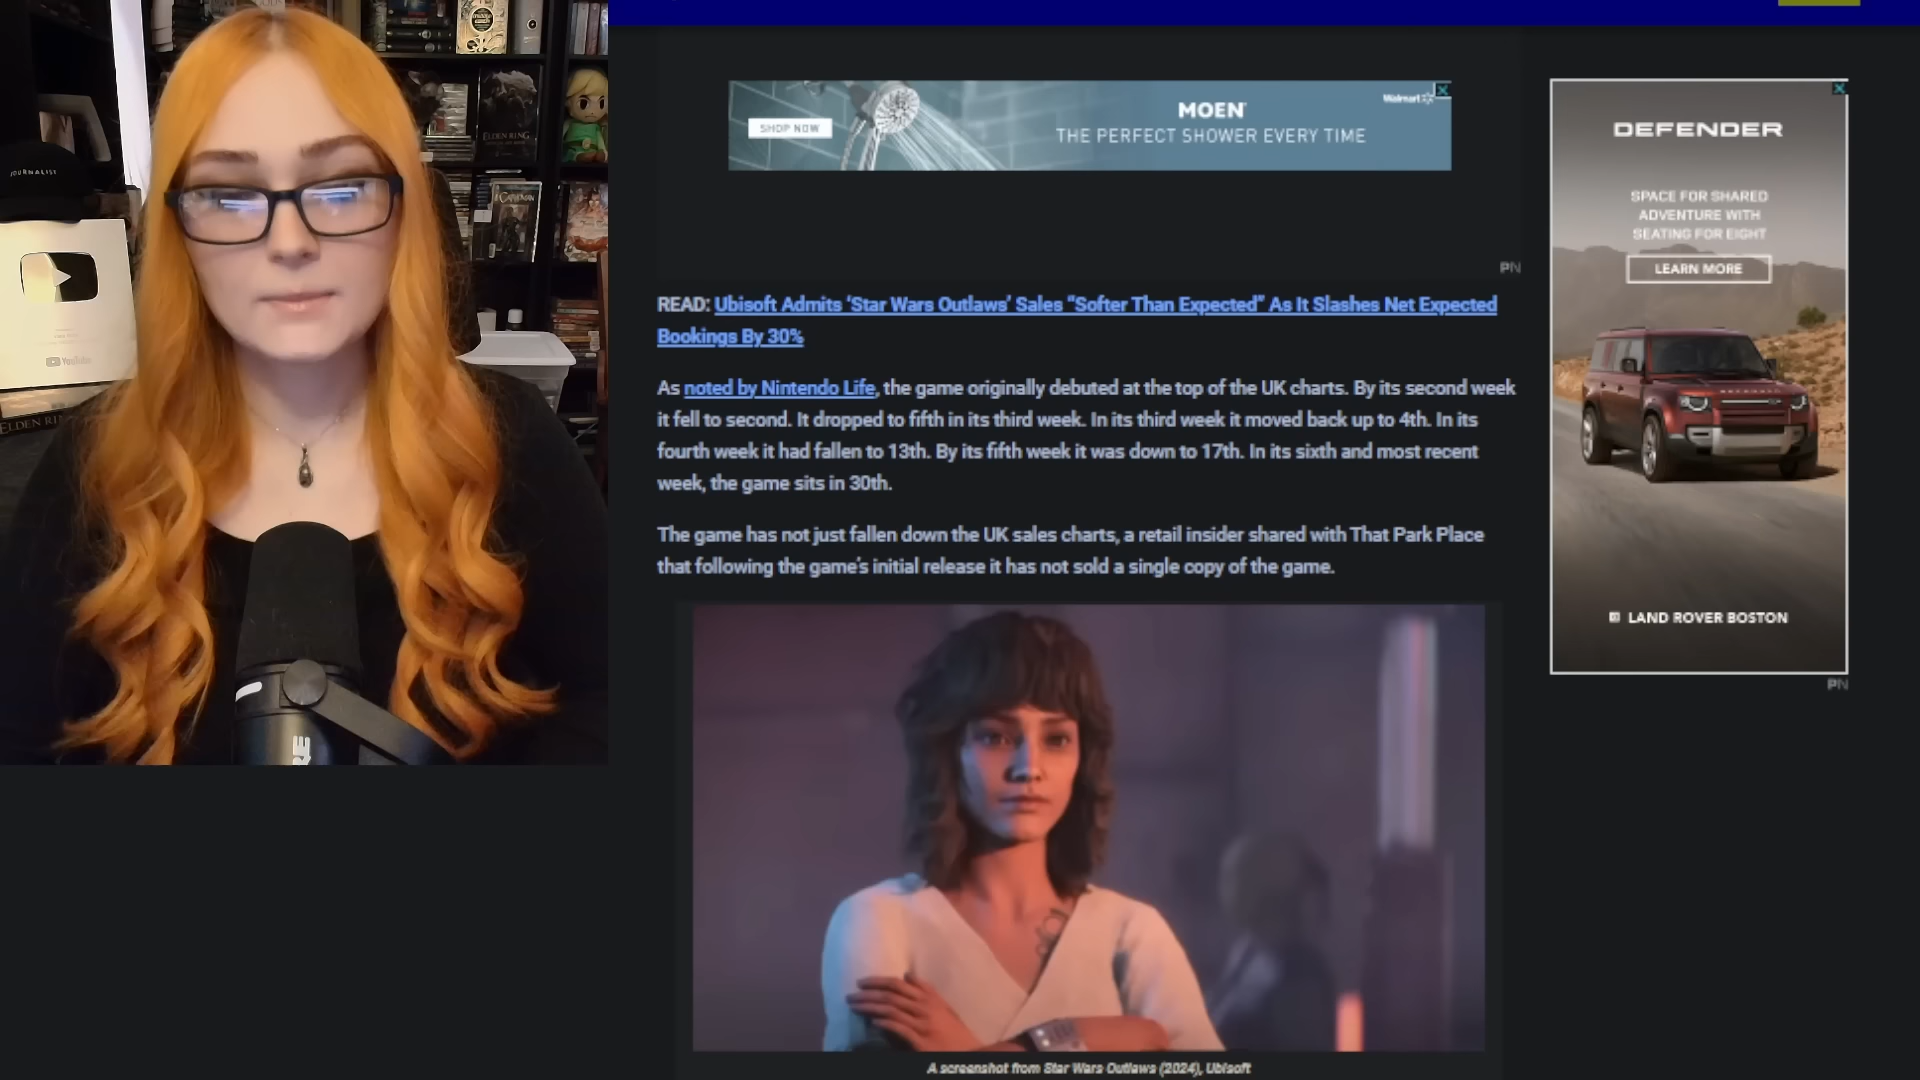 JOURNALIST
YouTube
ELDEN RING
ELDEN RI
MOEN
Walmart
SHOP NOW
THE PERFECT SHOWER EVERY TIME
PN
DEFENDER
SPACE FOR SHARED
ADVENTURE WITH
SEATING FOR EIGHT
LEARN MORE
LAND ROVER BOSTON
PN
READ: Ubisoft Admits ‘Star Wars Outlaws’ Sales “Softer Than Expected” As It Slashes Net Expected
Bookings By 30%
As noted by Nintendo Life, the game originally debuted at the top of the UK charts. By its second week
it fell to second. It dropped to fifth in its third week. In its third week it moved back up to 4th. In its
fourth week it had fallen to 13th. By its fifth week it was down to 17th. In its sixth and most recent
week, the game sits in 30th.
The game has not just fallen down the UK sales charts, a retail insider shared with That Park Place
that following the game’s initial release it has not sold a single copy of the game.
A screenshot from Star Wars Outlaws (2024), Ubisoft